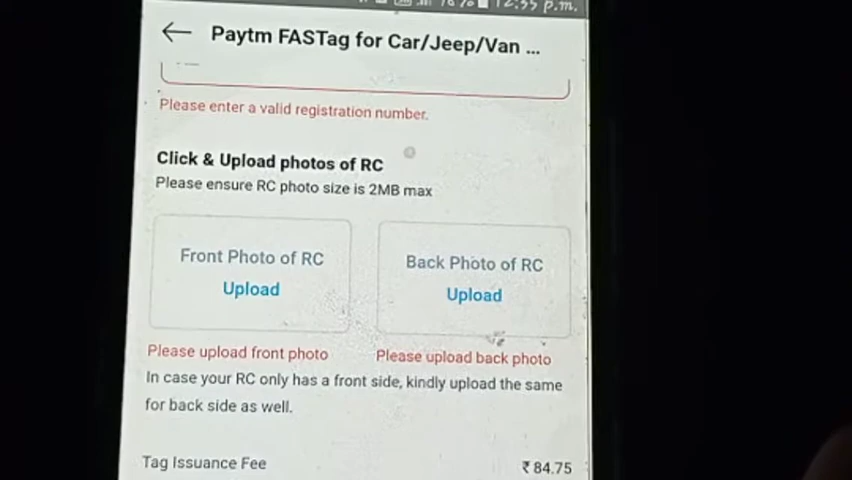 12:55 p.m.
Paytm FASTag for Car/Jeep/Van ...
Please enter a valid registration number.
Click & Upload photos of RC
Please ensure RC photo size is 2MB max
Front Photo of RC
Upload
Back Photo of RC
Upload
Please upload front photo
Please upload back photo
In case your RC only has a front side, kindly upload the same
for back side as well.
Tag Issuance Fee
₹ 84.75